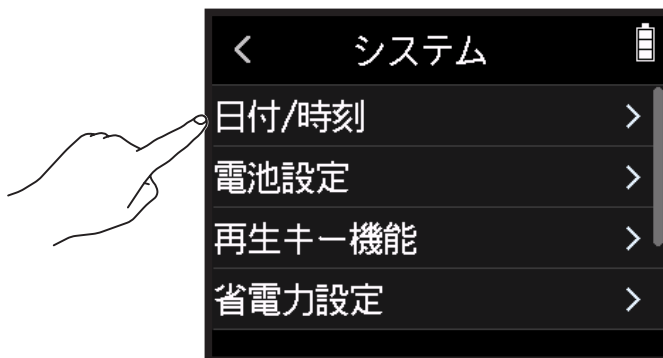 システム
日付/時刻
電池設定
再生キー機能
省電力設定